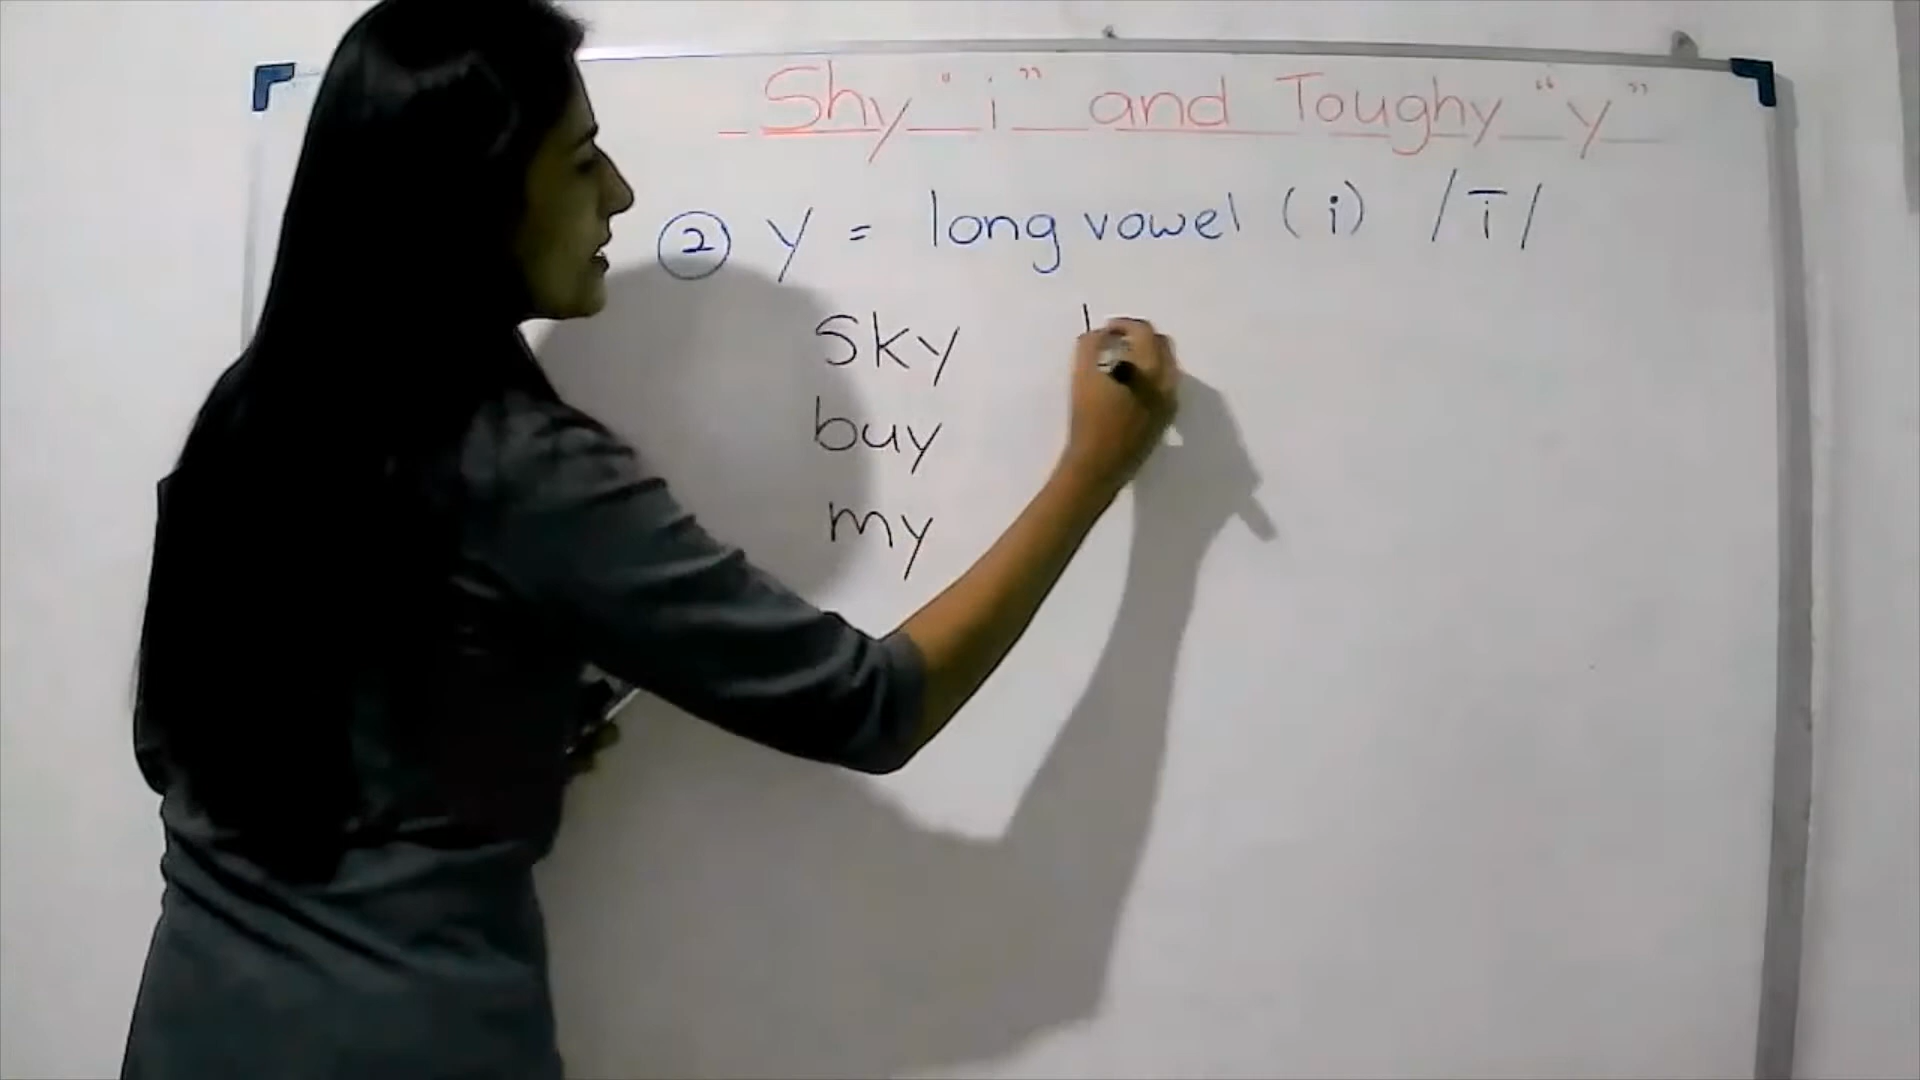 Shy "i" and Toughy "y"
② y = long vowel (i) /ī/
Sky
buy
my